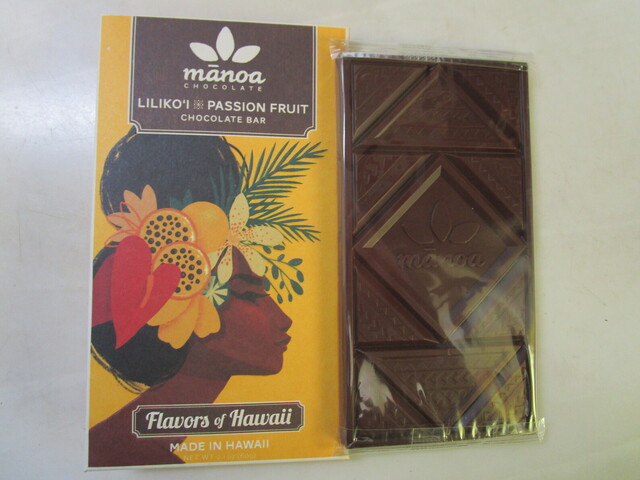 mānoa
CHOCOLATE
LILIKO'I PASSION FRUIT
CHOCOLATE BAR
Flavors of Hawaii
MADE IN HAWAII
mānoa